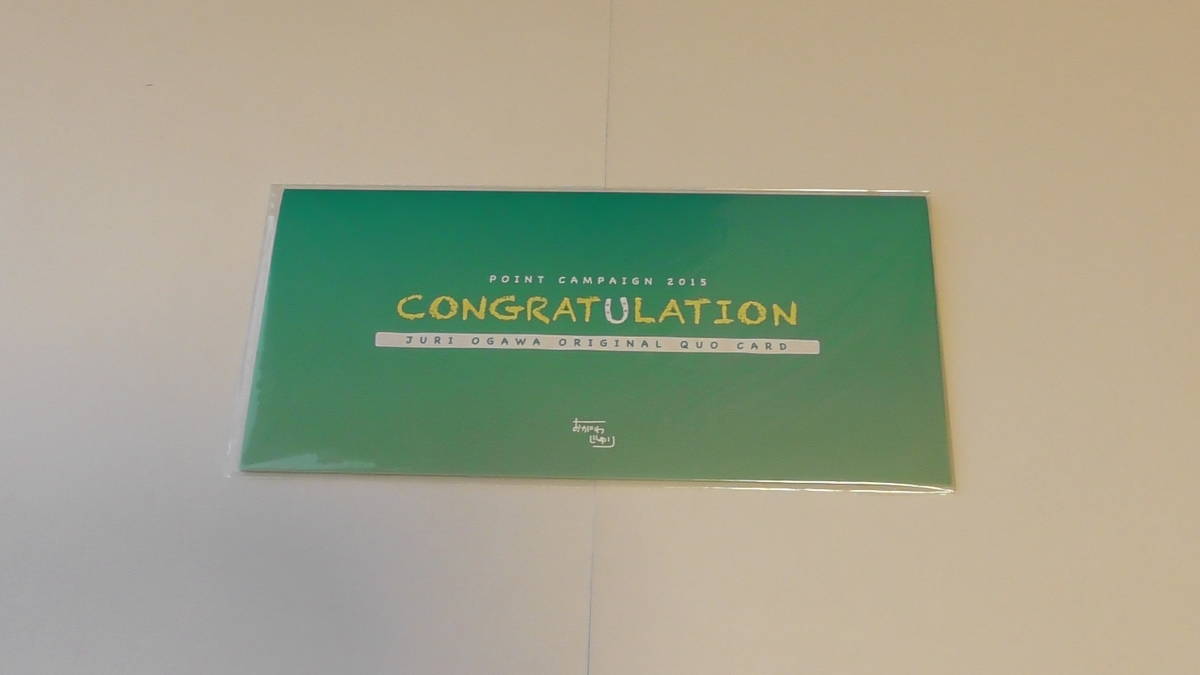 POINT CAMPAIGN 2015
CONGRATULATION
JURI OGAWA ORIGINAL QUO CARD
おがわ
じゅり